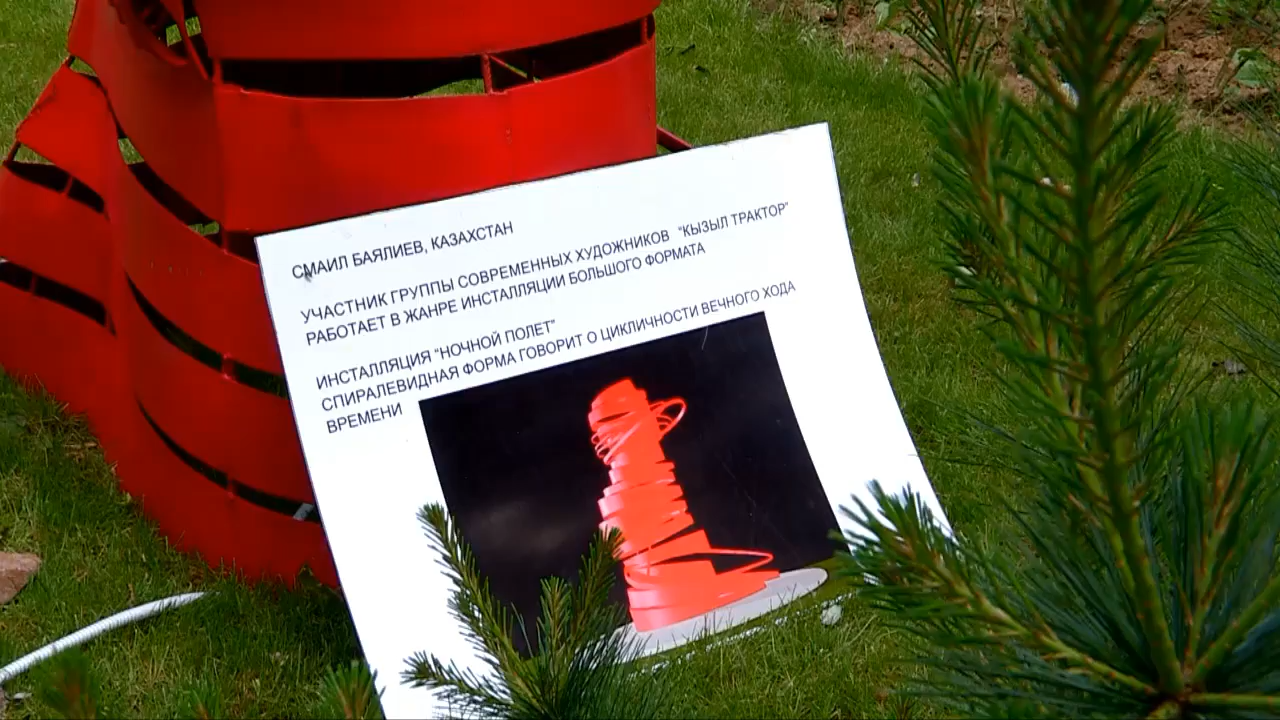 СМАИЛ БАЯЛИЕВ, КАЗАХСТАН
УЧАСТНИК ГРУППЫ СОВРЕМЕННЫХ ХУДОЖНИКОВ "КЫЗЫЛ ТРАКТОР"
РАБОТАЕТ В ЖАНРЕ ИНСТАЛЛЯЦИИ БОЛЬШОГО ФОРМАТА
ИНСТАЛЛЯЦИЯ "НОЧНОЙ ПОЛЕТ"
СПИРАЛЕВИДНАЯ ФОРМА ГОВОРИТ О ЦИКЛИЧНОСТИ ВЕЧНОГО ХОДА
ВРЕМЕНИ